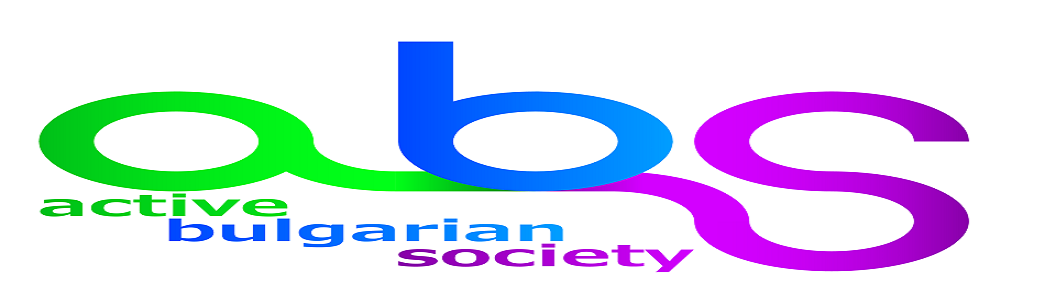 abs
active
bulgarian
society